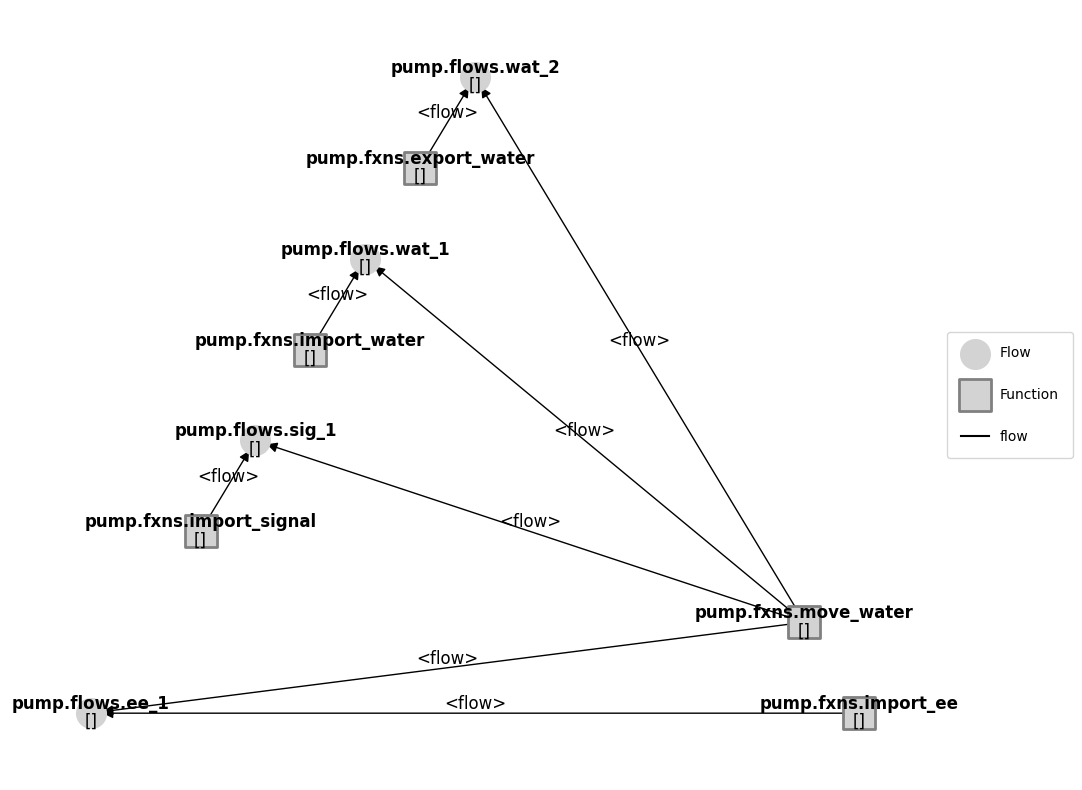 pump.flows.wat_2
[]
<flow>
pump.fxns.export_water
[]
pump.flows.wat_1
[]
<flow>
pump.fxns.import_water
[]
<flow>
Flow
Function
flow
pump.flows.sig_1
[]
<flow>
<flow>
pump.fxns.import_signal
[]
<flow>
pump.fxns.move_water
[]
<flow>
pump.flows.ee_1
[]
<flow>
pump.fxns.import_ee
[]